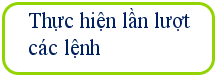 Thực hiện lần lượt
các lệnh